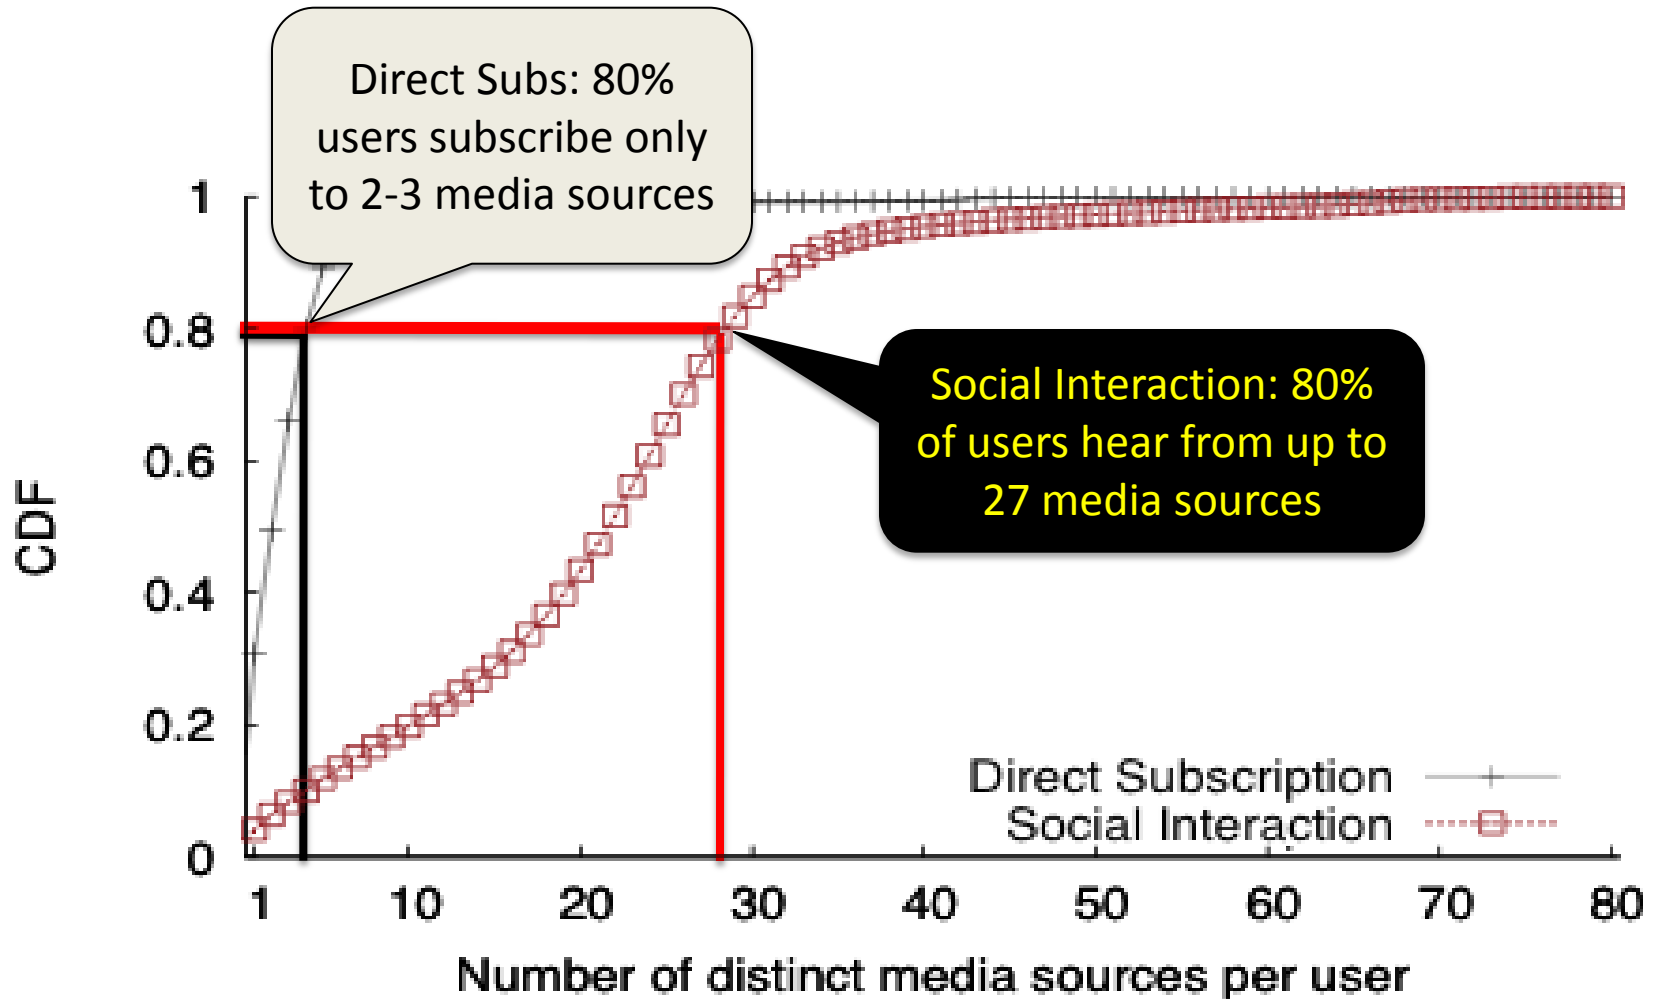 Direct Subs: 80%
users subscribe only
to 2-3 media sources
Social Interaction: 80%
of users hear from up to
27 media sources
CDF
1
0.8
0.6
0.4
0.2
0
Direct Subscription
Social Interaction
1 10 20 30 40 50 60 70 80
Number of distinct media sources per user